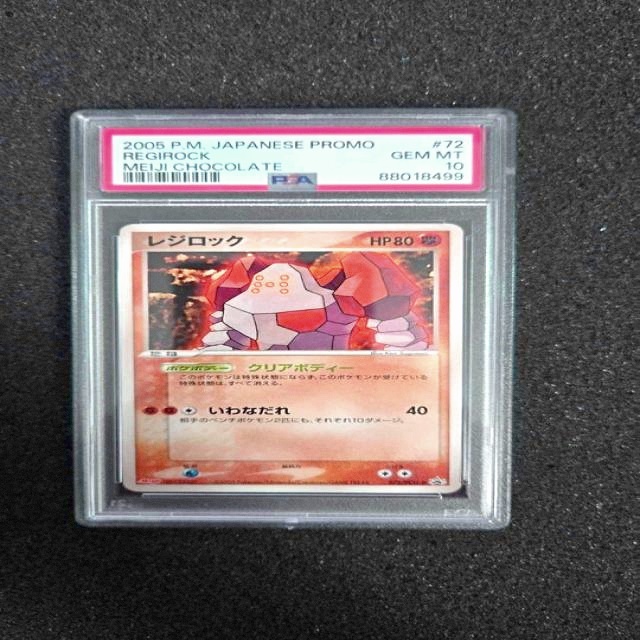 2005 P.M. JAPANESE PROMO #72
REGIROCK GEM MT
MEIJI CHOCOLATE 10
PSA 88018499
レジロック HP80
ポケボディー クリアボディー
このポケモンは特殊状態にならず、このポケモンが受けている
特殊状態は、すべて消える。
いわなだれ 40
相手のベンチポケモン2匹にも、それぞれ10ダメージ。